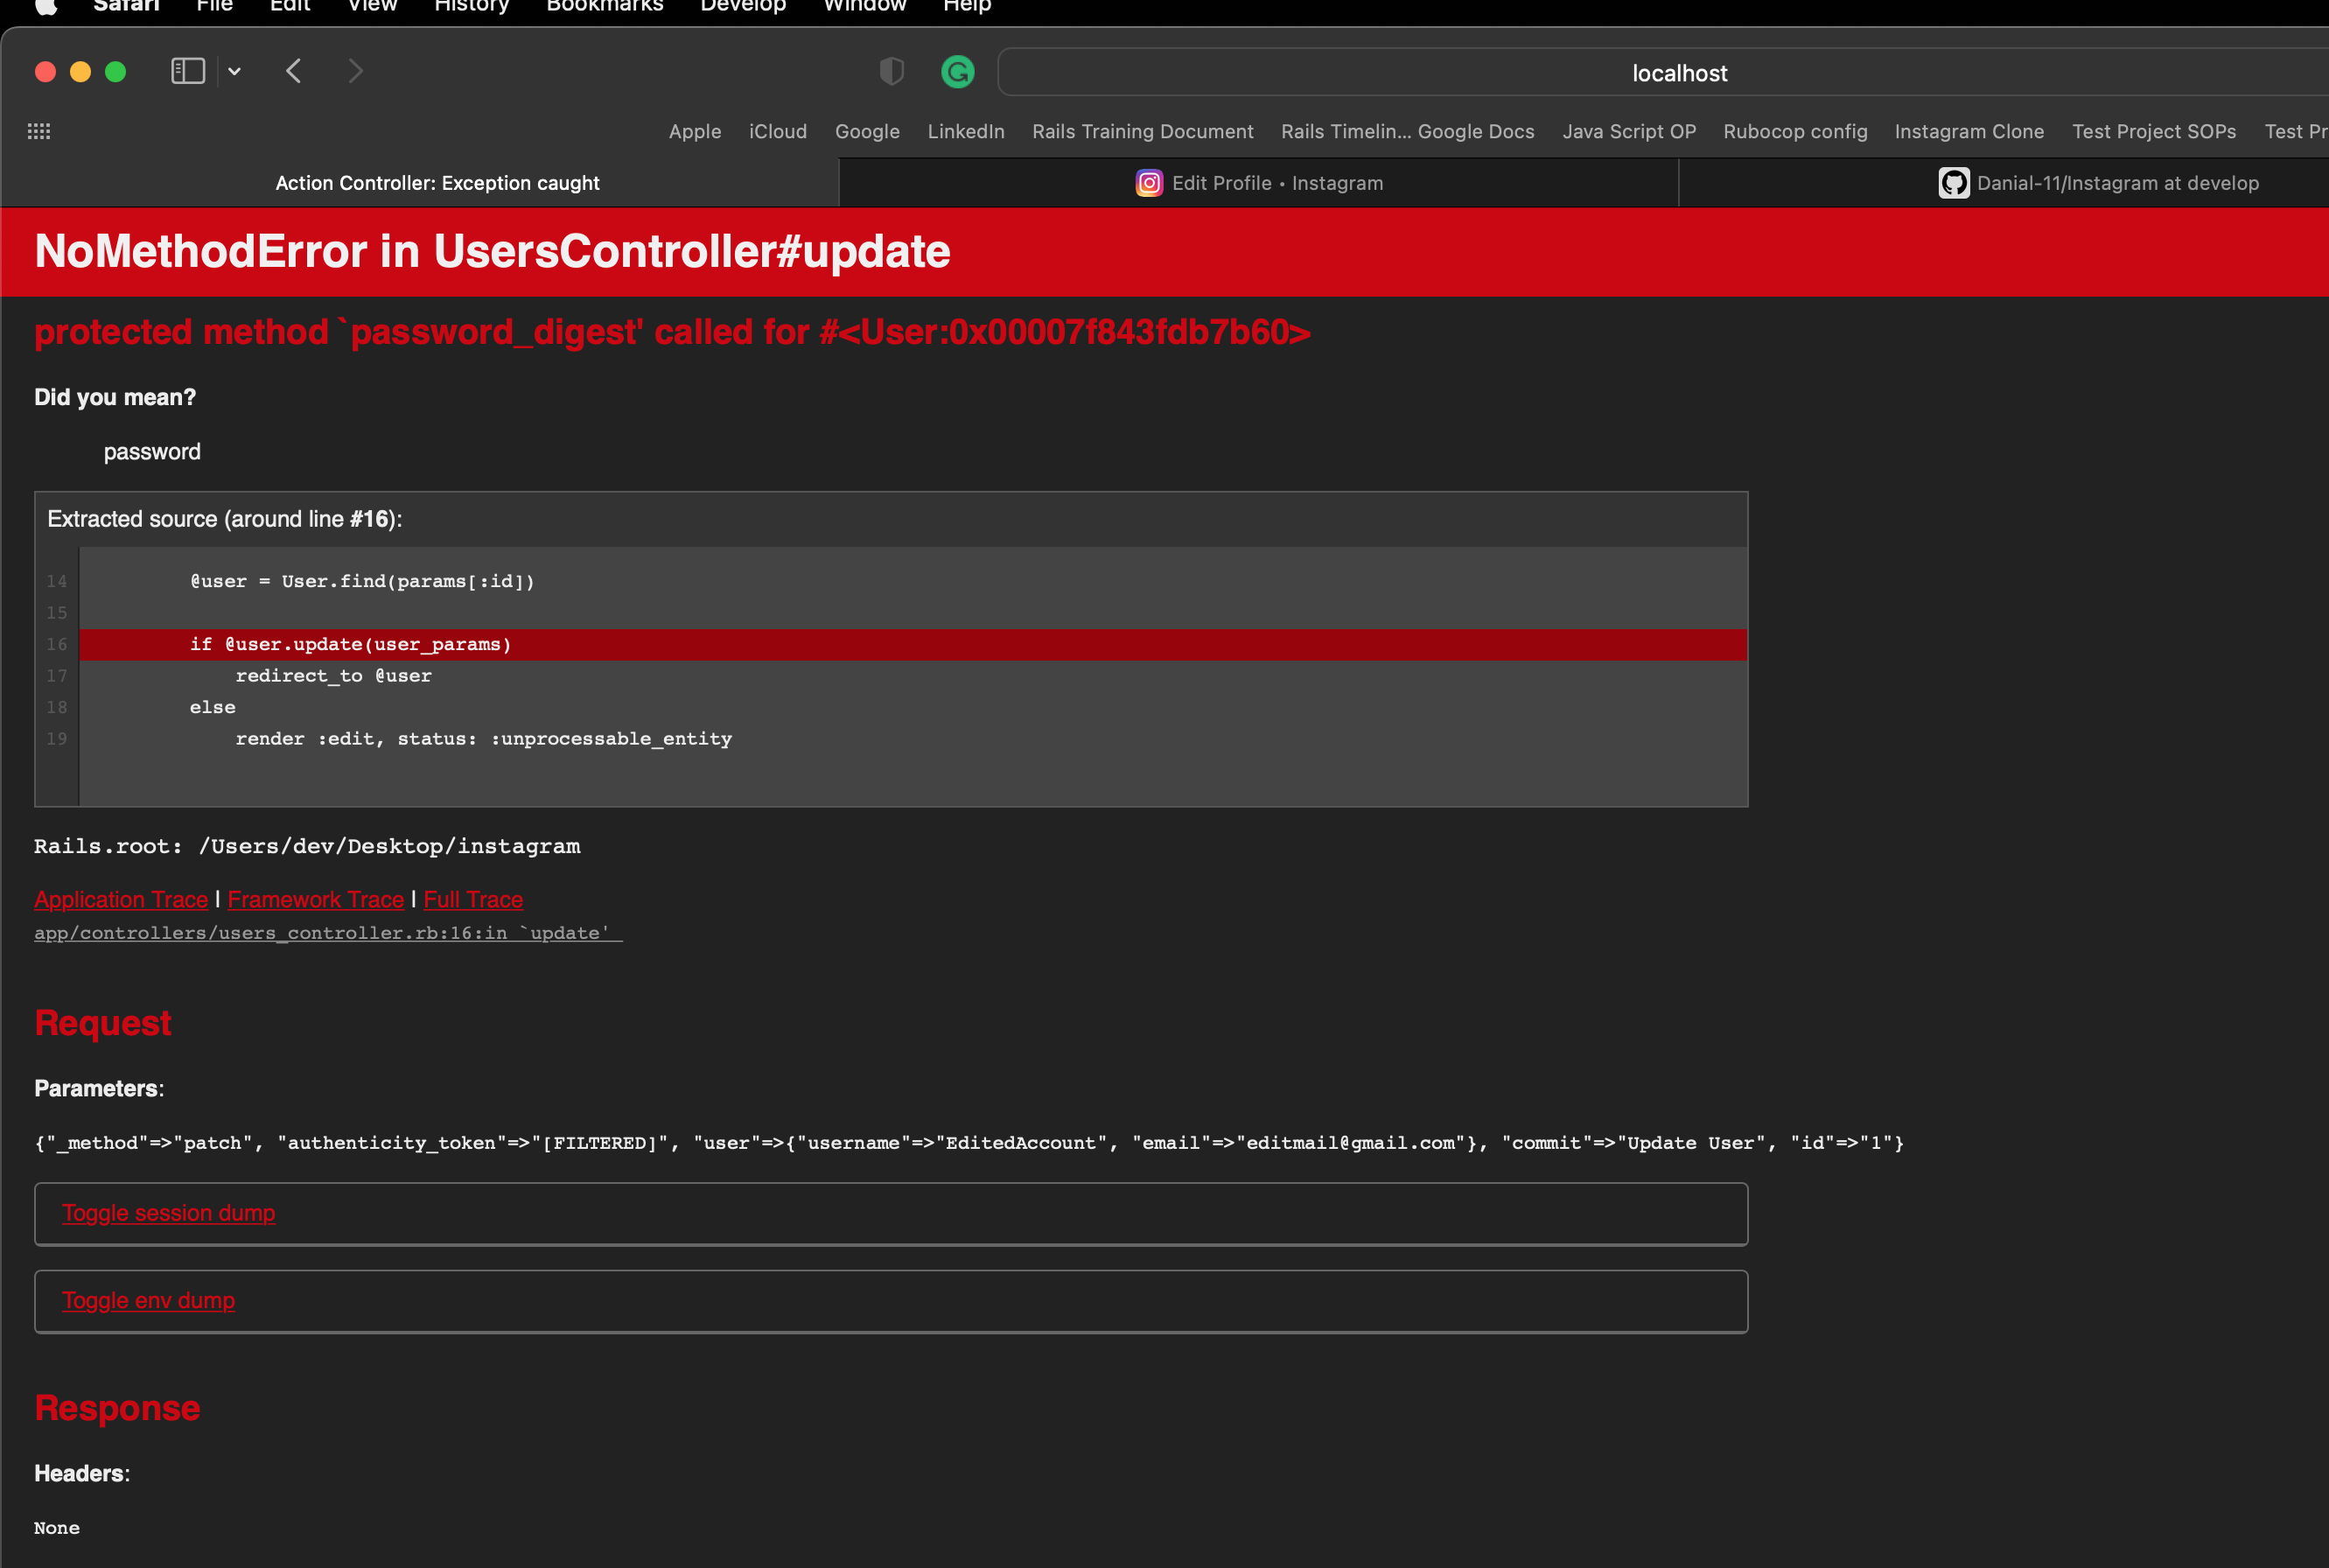 Safari File Edit View History Bookmarks Develop Window Help
localhost
Apple iCloud Google LinkedIn Rails Training Document Rails Timelin... Google Docs Java Script OP Rubocop config Instagram Clone Test Project SOPs Test Pr
Action Controller: Exception caught Edit Profile • Instagram Danial-11/Instagram at develop
NoMethodError in UsersController#update
protected method `password_digest' called for #<User:0x00007f843fdb7b60>
Did you mean?
password
Extracted source (around line #16):
14 @user = User.find(params[:id])
15
16 if @user.update(user_params)
17 redirect_to @user
18 else
19 render :edit, status: :unprocessable_entity
Rails.root: /Users/dev/Desktop/instagram
Application Trace | Framework Trace | Full Trace
app/controllers/users_controller.rb:16:in `update'
Request
Parameters:
{"_method"=>"patch", "authenticity_token"=>"[FILTERED]", "user"=>{"username"=>"EditedAccount", "email"=>"editmail@gmail.com"}, "commit"=>"Update User", "id"=>"1"}
Toggle session dump
Toggle env dump
Response
Headers:
None